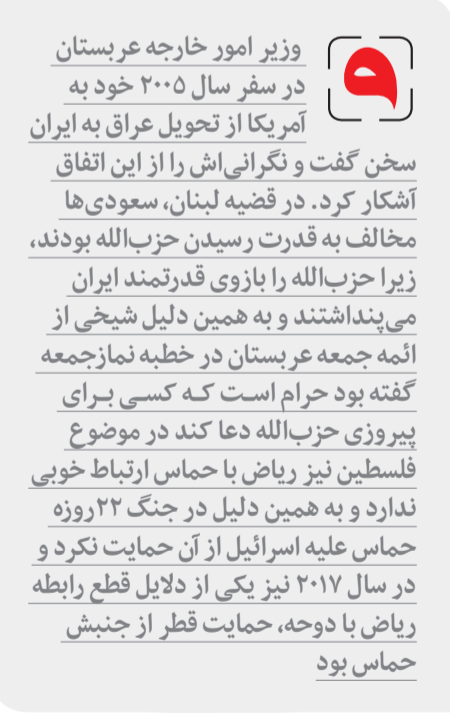 وزیر امور خارجه عربستان
در سفر سال ۲۰۰۵ خود به
آمریکا از تحویل عراق به ایران
سخن گفت و نگرانی‌اش را از این اتفاق
آشکار کرد. در قضیه لبنان، سعودی‌ها
مخالف به قدرت رسیدن حزب‌الله بودند،
زیرا حزب‌الله را بازوی قدرتمند ایران
می‌پنداشتند و به همین دلیل شیخی از
ائمه جمعه عربستان در خطبه نمازجمعه
گفته بود حرام است که کسی برای
پیروزی حزب‌الله دعا کند در موضوع
فلسطین نیز ریاض با حماس ارتباط خوبی
ندارد و به همین دلیل در جنگ ۲۲روزه
حماس علیه اسرائیل از آن حمایت نکرد و
در سال ۲۰۱۷ نیز یکی از دلایل قطع رابطه
ریاض با دوحه، حمایت قطر از جنبش
حماس بود